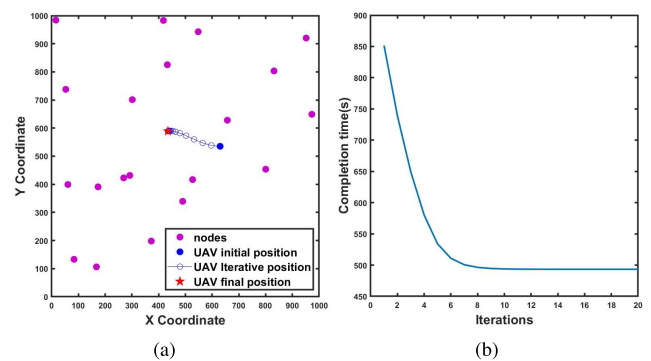 1000
900
800
700
600
500
400
300
200
100
0
Y Coordinate
nodes
UAV initial position
UAV Iterative position
UAV final position
0 100 200 300 400 500 600 700 800 900 1000
X Coordinate
(a)
900
850
800
750
700
650
600
550
500
450
Completion time(s)
0 2 4 6 8 10 12 14 16 18 20
Iterations
(b)